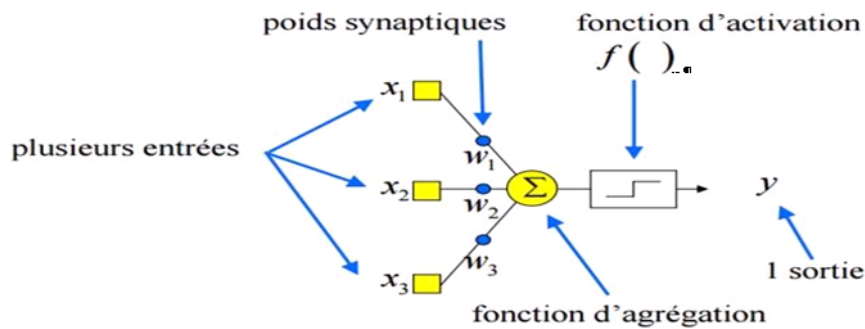 poids synaptiques
fonction d'activation
f ( )
x₁
plusieurs entrées
w₁
x₂
w₂
Σ
y
w₃
x₃
1 sortie
fonction d'agrégation